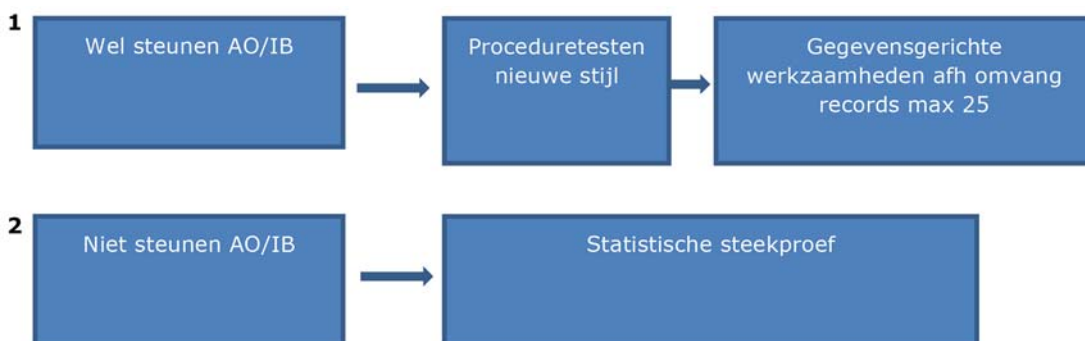 1
Wel steunen AO/IB
Proceduretesten
nieuwe stijl
Gegevensgerichte
werkzaamheden afh omvang
records max 25
2
Niet steunen AO/IB
Statistische steekproef